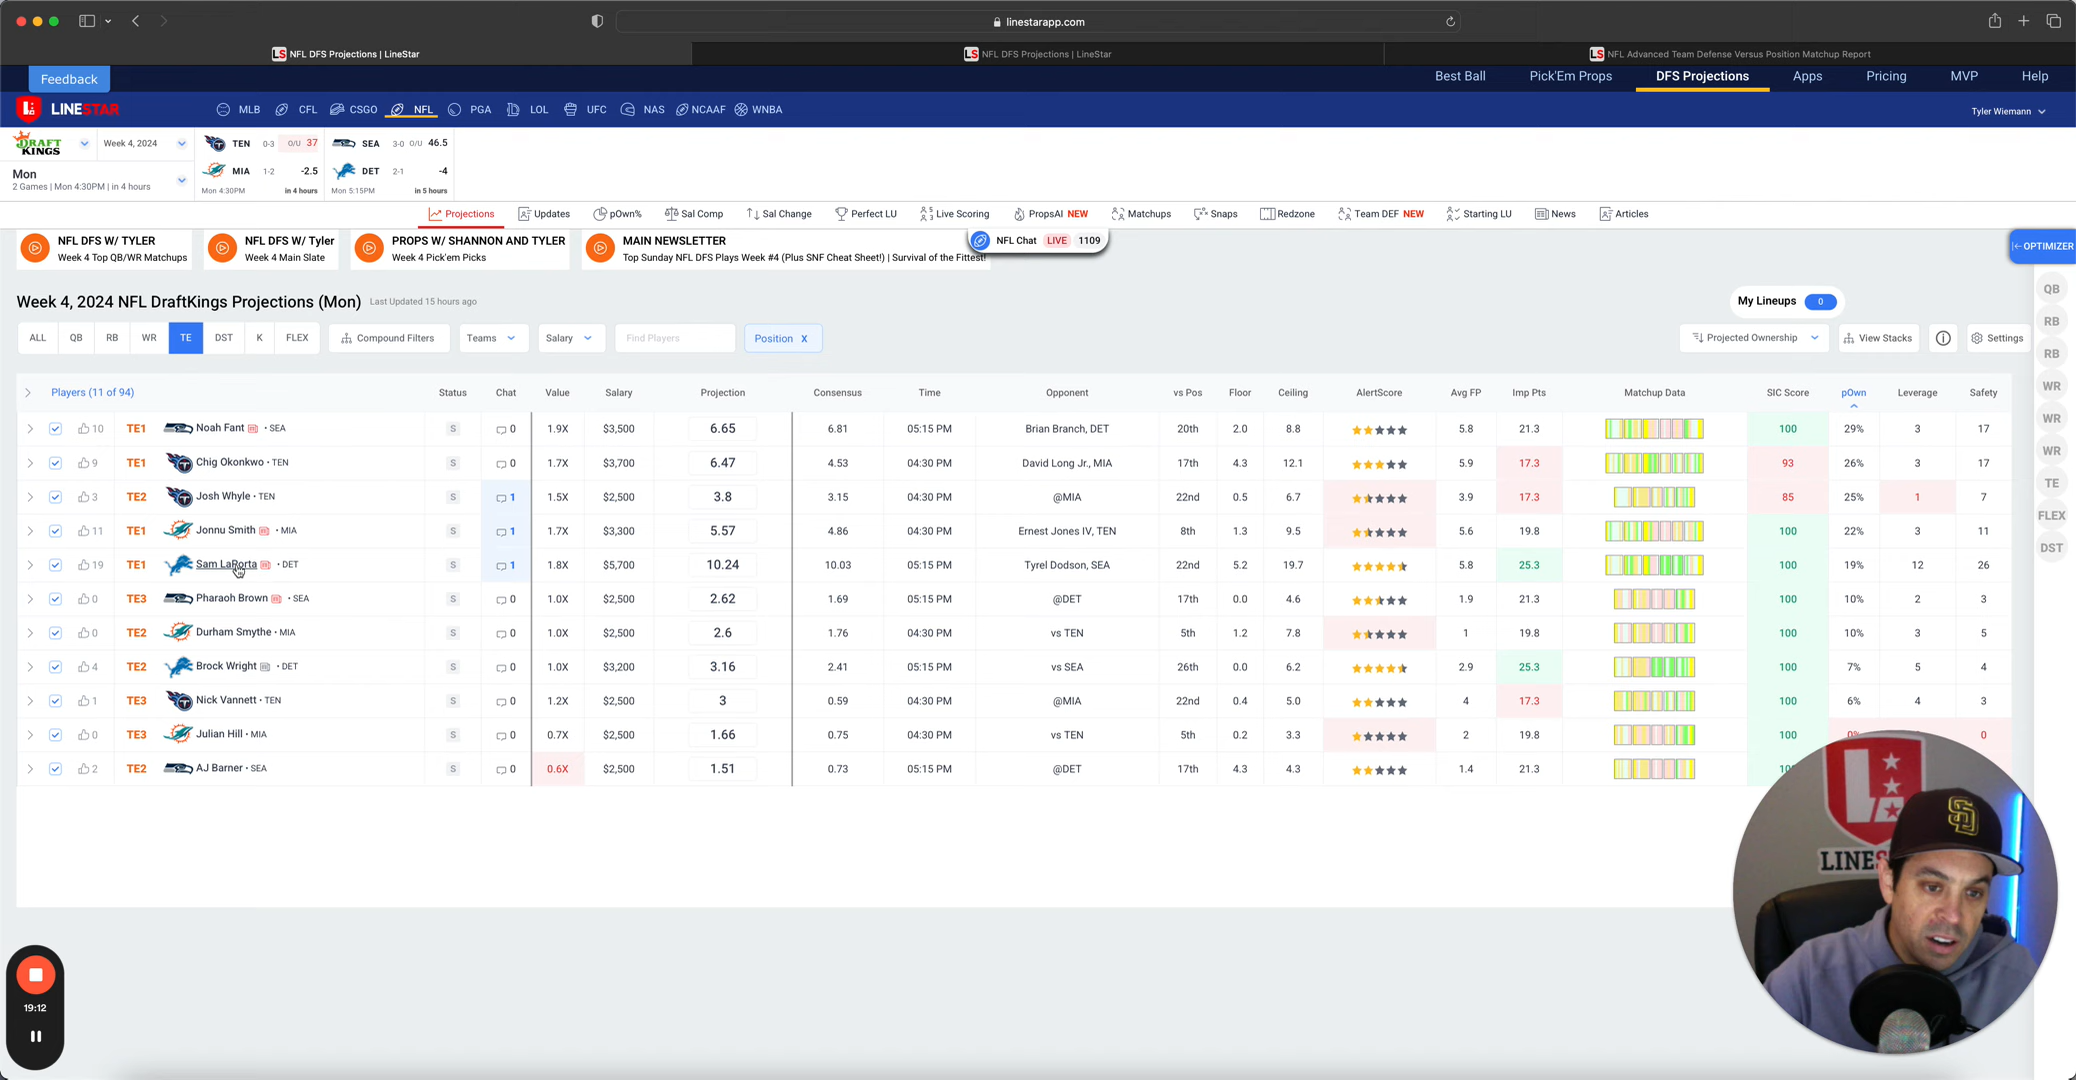 linestarapp.com
LS NFL DFS Projections | LineStar
LS NFL DFS Projections | LineStar
LS NFL Advanced Team Defense Versus Position Matchup Report
Feedback
Best Ball Pick'Em Props DFS Projections Apps Pricing MVP Help
LINESTAR MLB CFL CSGO NFL PGA LOL UFC NAS NCAAF WNBA Tyler Wiemann
DRAFT KINGS Week 4, 2024 TEN 0-3 O/U 37 SEA 3-0 O/U 46.5
Mon MIA 1-2 -2.5 DET 2-1 -4
2 Games | Mon 4:30PM | in 4 hours Mon 4:30PM in 4 hours Mon 5:15PM in 5 hours
Projections Updates pOwn% Sal Comp Sal Change Perfect LU Live Scoring PropsAI NEW Matchups Snaps Redzone Team DEF NEW Starting LU News Articles
NFL DFS W/ TYLER NFL DFS W/ Tyler PROPS W/ SHANNON AND TYLER MAIN NEWSLETTER NFL Chat LIVE 1109
Week 4 Top QB/WR Matchups Week 4 Main Slate Week 4 Pick'em Picks Top Sunday NFL DFS Plays Week #4 (Plus SNF Cheat Sheet!) | Survival of the Fittest!
OPTIMIZER
Week 4, 2024 NFL DraftKings Projections (Mon) Last Updated 15 hours ago My Lineups 0
ALL QB RB WR TE DST K FLEX Compound Filters Teams Salary Find Players Position X Projected Ownership View Stacks Settings
Players (11 of 94) Status Chat Value Salary Projection Consensus Time Opponent vs Pos Floor Ceiling AlertScore Avg FP Imp Pts Matchup Data SIC Score pOwn Leverage Safety
10 TE1 Noah Fant • SEA S 0 1.9X $3,500 6.65 6.81 05:15 PM Brian Branch, DET 20th 2.0 8.8 5.8 21.3 100 29% 3 17
9 TE1 Chig Okonkwo • TEN S 0 1.7X $3,700 6.47 4.53 04:30 PM David Long Jr., MIA 17th 4.3 12.1 5.9 17.3 93 26% 3 17
3 TE2 Josh Whyle • TEN S 1 1.5X $2,500 3.8 3.15 04:30 PM @MIA 22nd 0.5 6.7 3.9 17.3 85 25% 1 7
11 TE1 Jonnu Smith • MIA S 1 1.7X $3,300 5.57 4.86 04:30 PM Ernest Jones IV, TEN 8th 1.3 9.5 5.6 19.8 100 22% 3 11
19 TE1 Sam LaPorta • DET S 1 1.8X $5,700 10.24 10.03 05:15 PM Tyrel Dodson, SEA 22nd 5.2 19.7 5.8 25.3 100 19% 12 26
0 TE3 Pharaoh Brown • SEA S 0 1.0X $2,500 2.62 1.69 05:15 PM @DET 17th 0.0 4.6 1.9 21.3 100 10% 2 3
0 TE2 Durham Smythe • MIA S 0 1.0X $2,500 2.6 1.76 04:30 PM vs TEN 5th 1.2 7.8 1 19.8 100 10% 3 5
4 TE2 Brock Wright • DET S 0 1.0X $3,200 3.16 2.41 05:15 PM vs SEA 26th 0.0 6.2 2.9 25.3 100 7% 5 4
1 TE3 Nick Vannett • TEN S 0 1.2X $2,500 3 0.59 04:30 PM @MIA 22nd 0.4 5.0 4 17.3 100 6% 4 3
0 TE3 Julian Hill • MIA S 0 0.7X $2,500 1.66 0.75 04:30 PM vs TEN 5th 0.2 3.3 2 19.8 100 0% 0
2 TE2 AJ Barner • SEA S 0 0.6X $2,500 1.51 0.73 05:15 PM @DET 17th 4.3 4.3 1.4 21.3
QB
RB
RB
WR
WR
WR
TE
FLEX
DST
SD
19:12